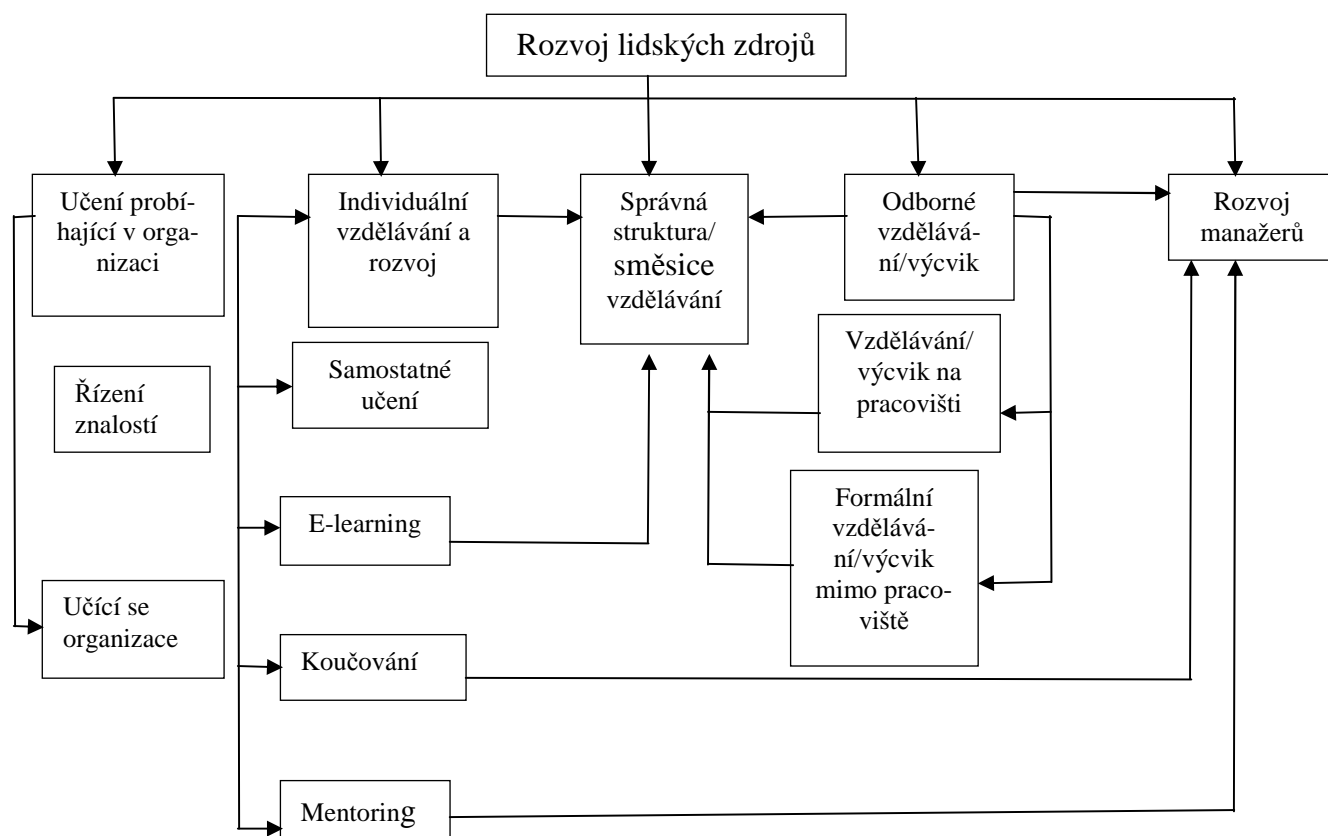 Rozvoj lidských zdrojů
Učení probí-
hající v orga-
nizaci
Individuální
vzdělávání a
rozvoj
Správná
struktura/
směsice
vzdělávání
Odborné
vzdělává-
ní/výcvik
Rozvoj
manažerů
Řízení
znalostí
Samostatné
učení
Vzdělávání/
výcvik na
pracovišti
E-learning
Formální
vzdělává-
ní/výcvik
mimo praco-
viště
Učící se
organizace
Koučování
Mentoring